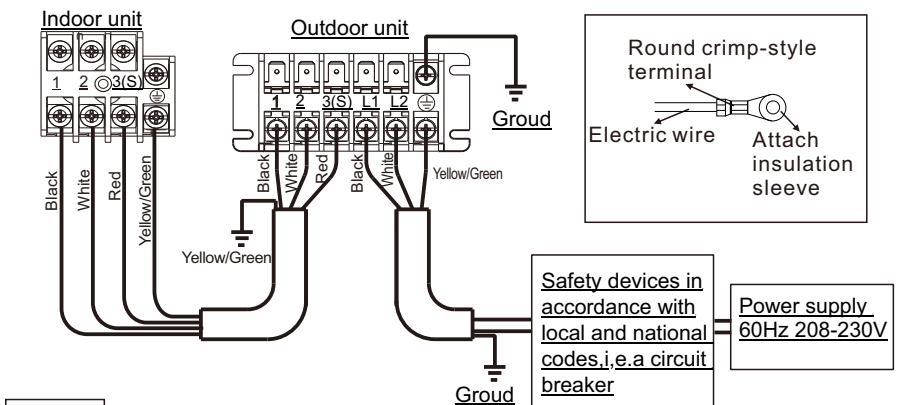 Indoor unit
1 2 3(S)
Black
White
Red
Yellow/Green
Outdoor unit
1 2 3(S) L1 L2
Groud
Black
White
Red
Black
White
Yellow/Green
Yellow/Green
Groud
Round crimp-style
terminal
Electric wire
Attach
insulation
sleeve
Safety devices in
accordance with
local and national
codes,i,e.a circuit
breaker
Power supply
60Hz 208-230V